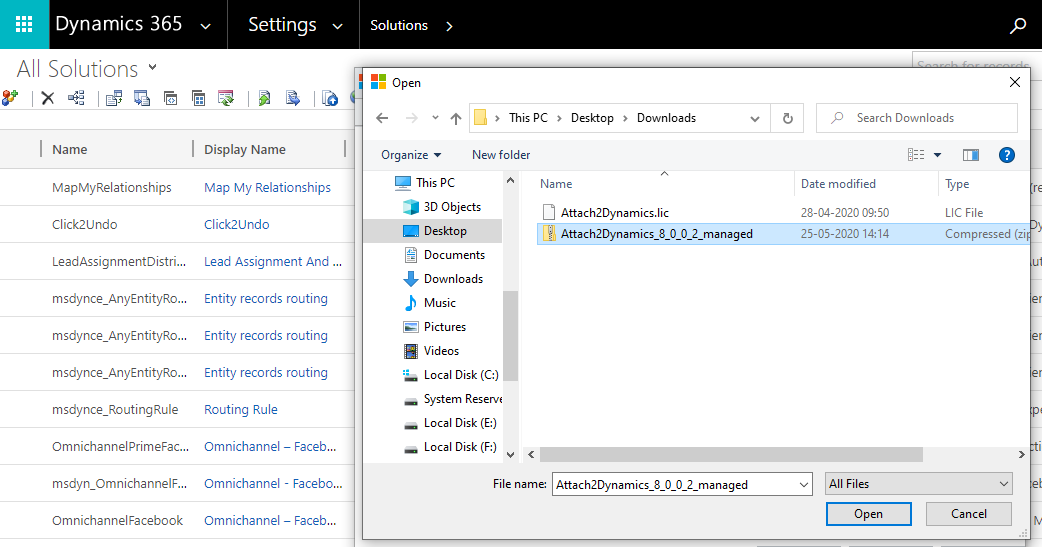 Dynamics 365
Settings
Solutions
All Solutions
Search for records
Name
Display Name
MapMyRelationships
Map My Relationships
Click2Undo
Click2Undo
LeadAssignmentDistri...
Lead Assignment And ...
msdynce_AnyEntityRo...
Entity records routing
msdynce_AnyEntityRo...
Entity records routing
msdynce_AnyEntityRo...
Entity records routing
msdynce_RoutingRule
Routing Rule
OmnichannelPrimeFac...
Omnichannel – Faceb...
msdyn_OmnichannelF...
Omnichannel - Facebo...
OmnichannelFacebook
Omnichannel – Faceb...
Open
This PC
Desktop
Downloads
Search Downloads
Organize
New folder
?
This PC
3D Objects
Desktop
Documents
Downloads
Music
Pictures
Videos
Local Disk (C:)
System Reserve
Local Disk (E:)
Local Disk (F:)
Name
Date modified
Type
Attach2Dynamics.lic
28-04-2020 09:50
LIC File
Attach2Dynamics_8_0_0_2_managed
25-05-2020 14:14
Compressed (zip
File name:
Attach2Dynamics_8_0_0_2_managed
All Files
Open
Cancel